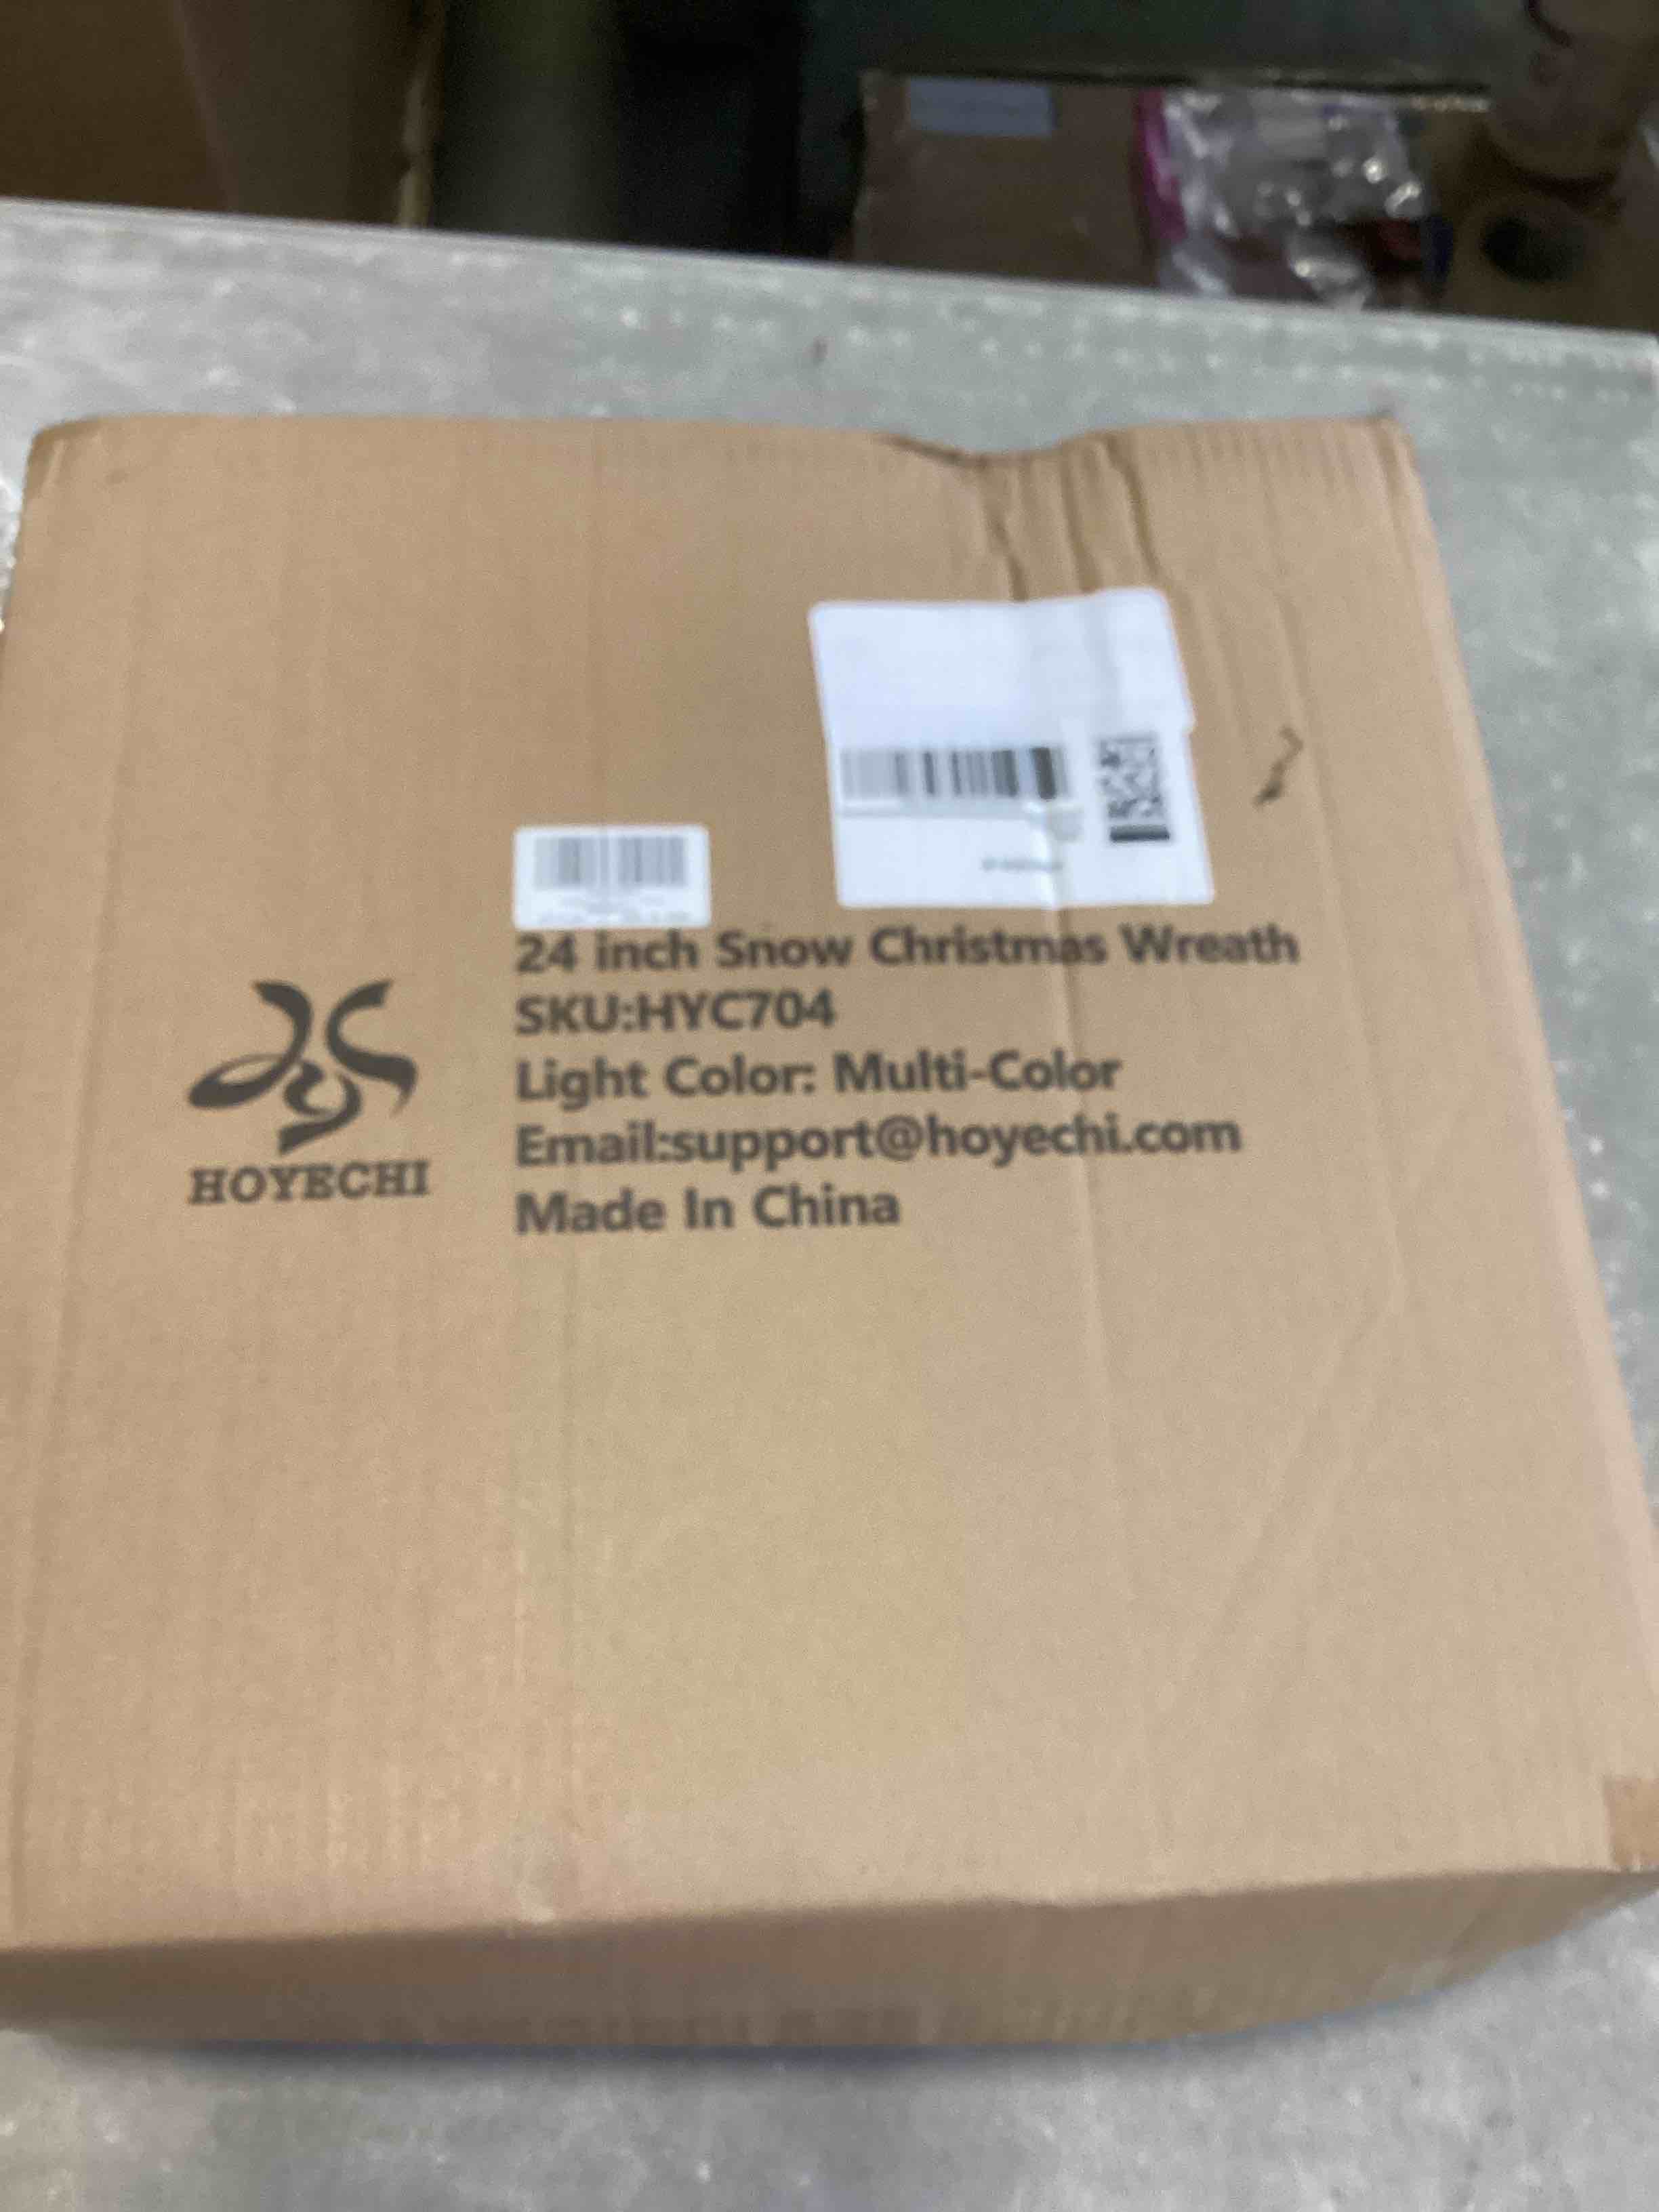 24 inch Snow Christmas Wreath
SKU:HYC704
Light Color: Multi-Color
Email:support@hoyechi.com
Made In China
HOYECHI